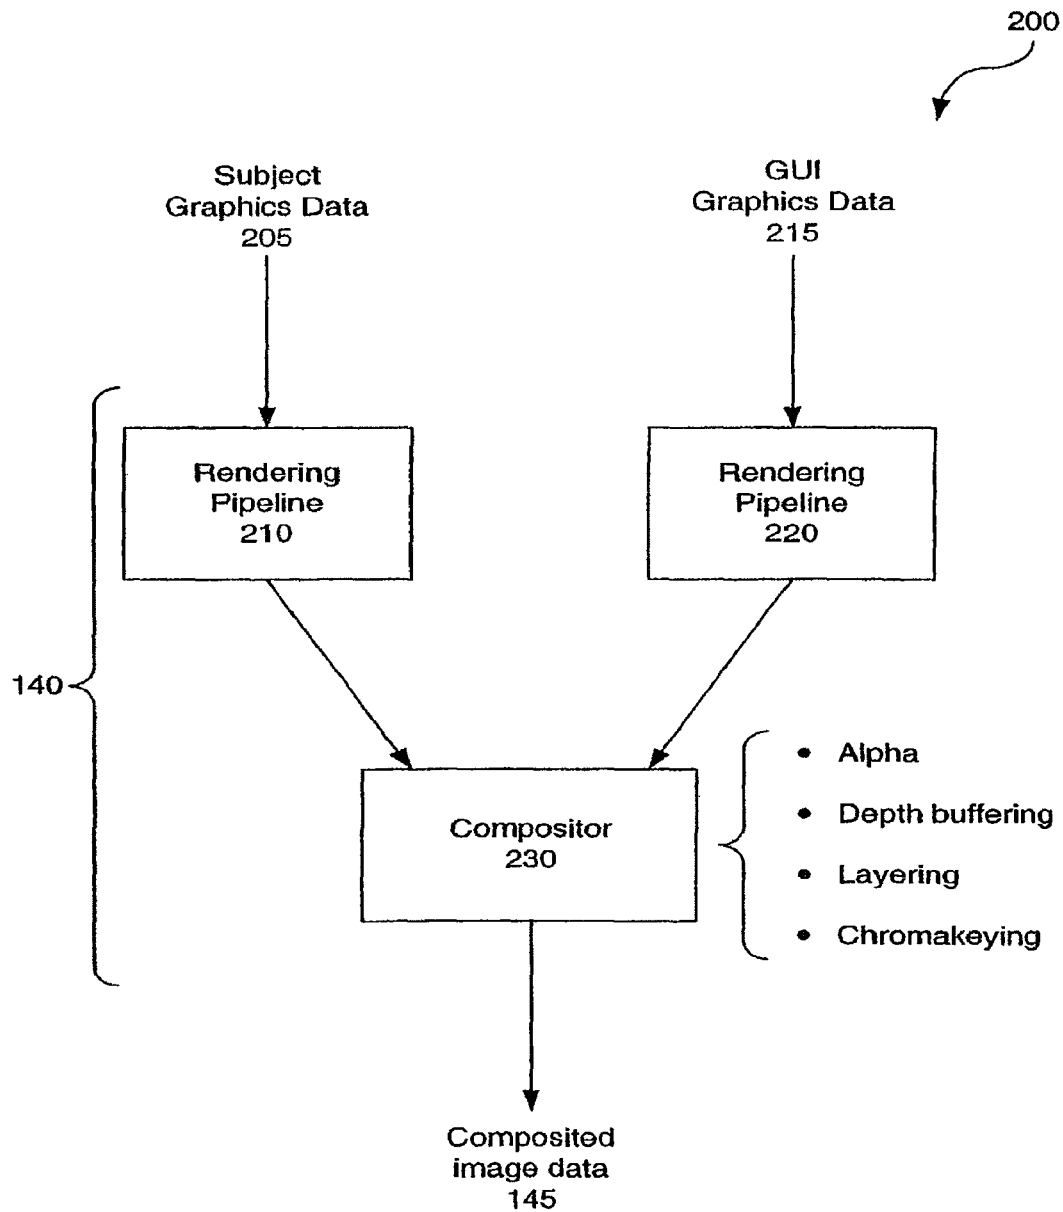 200
Subject
Graphics Data
205
GUI
Graphics Data
215
Rendering
Pipeline
210
Rendering
Pipeline
220
140
Compositor
230
• Alpha
• Depth buffering
• Layering
• Chromakeying
Composited
image data
145